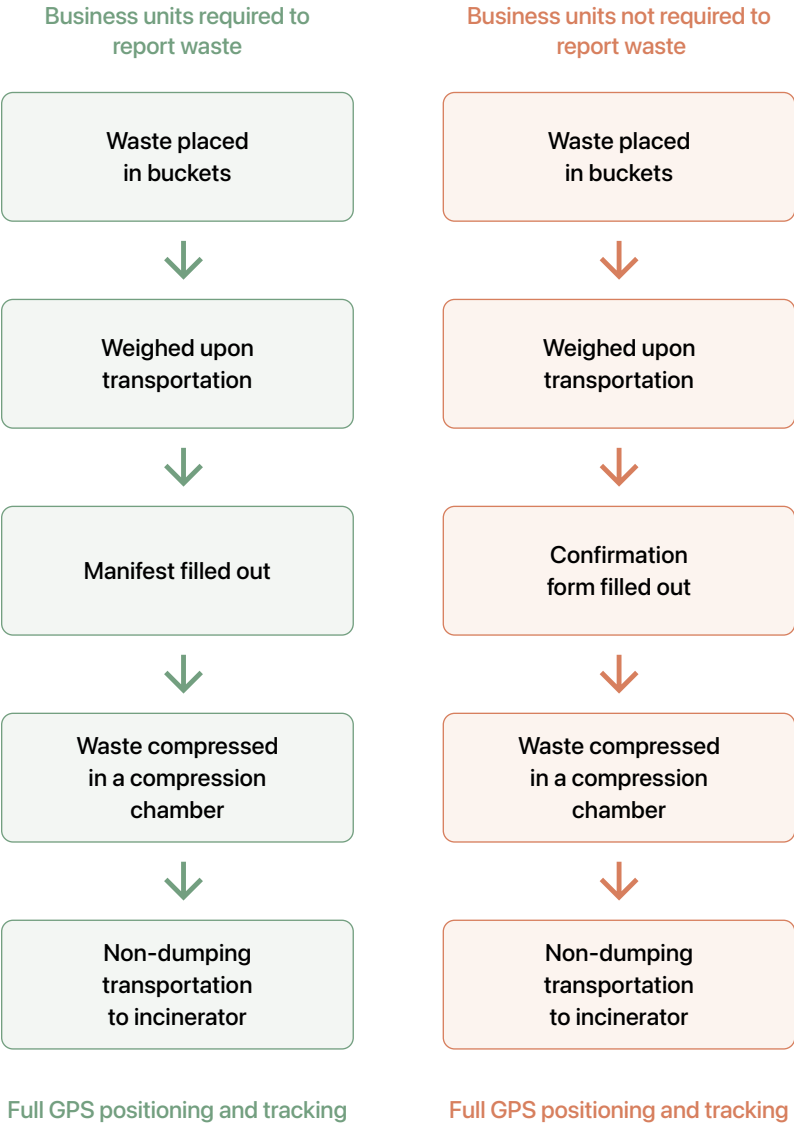 Business units required to
report waste
Waste placed
in buckets
Weighed upon
transportation
Manifest filled out
Waste compressed
in a compression
chamber
Non-dumping
transportation
to incinerator
Full GPS positioning and tracking
Business units not required to
report waste
Waste placed
in buckets
Weighed upon
transportation
Confirmation
form filled out
Waste compressed
in a compression
chamber
Non-dumping
transportation
to incinerator
Full GPS positioning and tracking